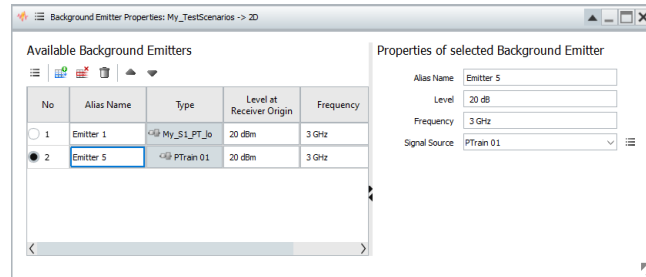 Background Emitter Properties: My_TestScenarios -> 2D
Available Background Emitters
No Alias Name Type Level at Receiver Origin Frequency
1 Emitter 1 My_S1_PT_lo 20 dBm 3 GHz
2 Emitter 5 PTrain 01 20 dBm 3 GHz
Properties of selected Background Emitter
Alias Name Emitter 5
Level 20 dB
Frequency 3 GHz
Signal Source PTrain 01